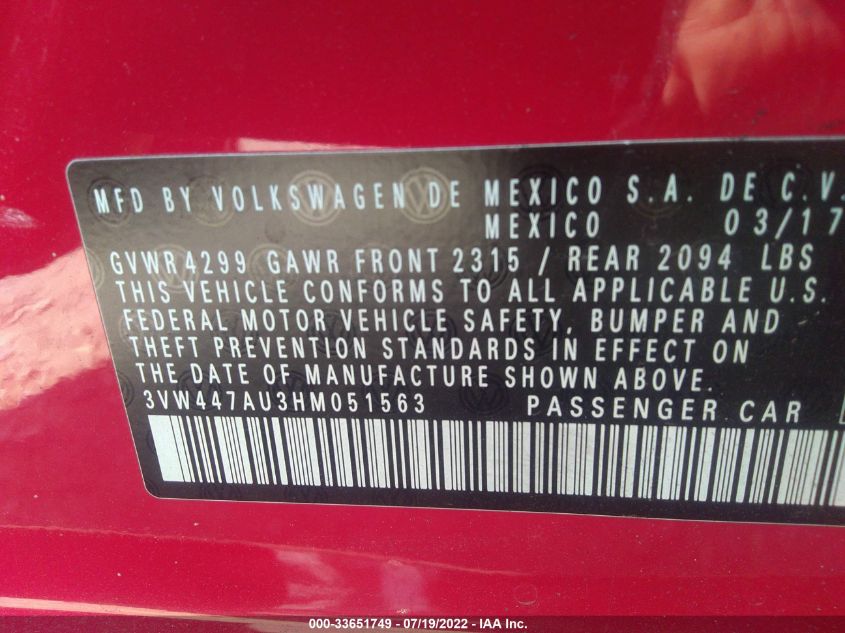 MFD BY VOLKSWAGEN DE MEXICO S.A. DE C.V.
MEXICO 03/17
GVWR 4299 GAWR FRONT 2315 / REAR 2094 LBS
THIS VEHICLE CONFORMS TO ALL APPLICABLE U.S.
FEDERAL MOTOR VEHICLE SAFETY, BUMPER AND
THEFT PREVENTION STANDARDS IN EFFECT ON
THE DATE OF MANUFACTURE SHOWN ABOVE.
3VW447AU3HM051563 PASSENGER CAR
000-33651749 - 07/19/2022 - IAA Inc.